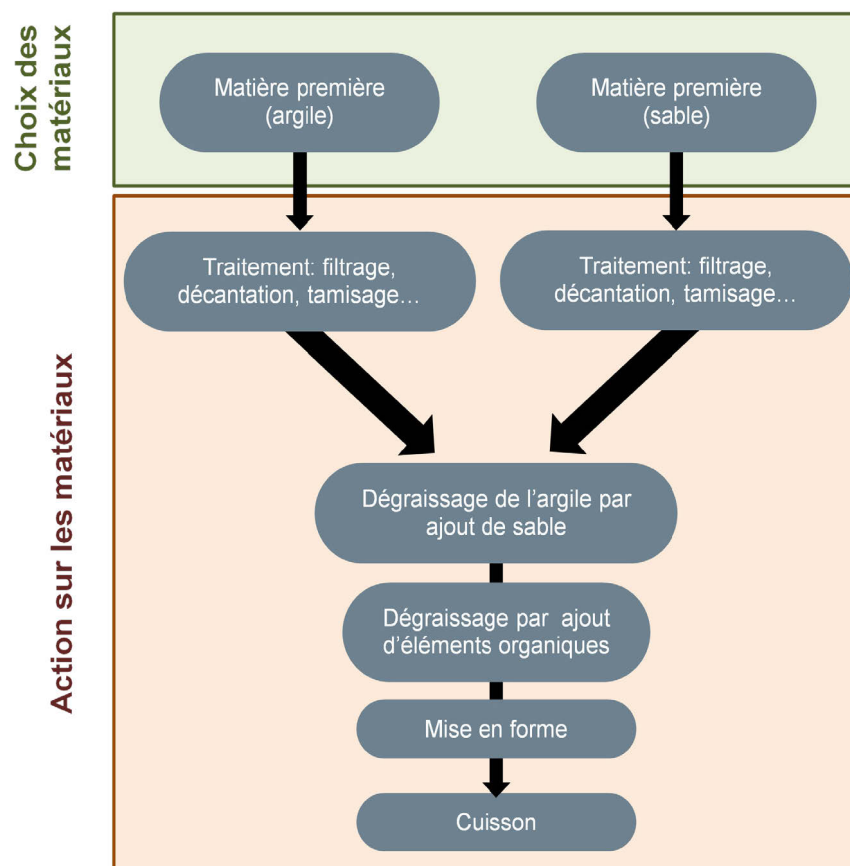 Choix des
matériaux
Matière première
(argile)
Matière première
(sable)
Action sur les matériaux
Traitement: filtrage,
décantation, tamisage…
Traitement: filtrage,
décantation, tamisage…
Dégraissage de l'argile par
ajout de sable
Dégraissage par ajout
d'éléments organiques
Mise en forme
Cuisson